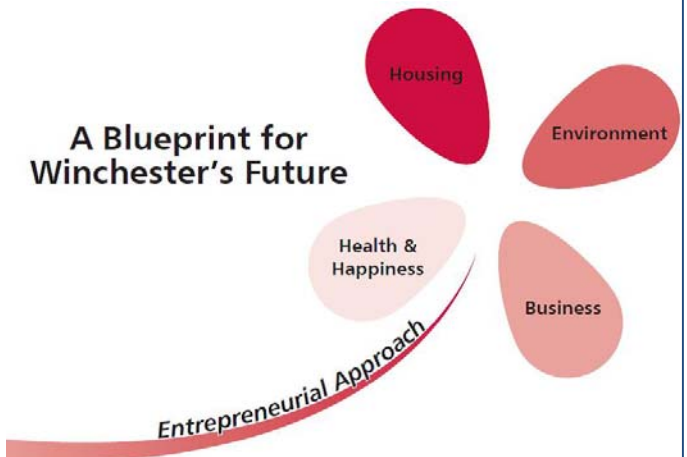 A Blueprint for
Winchester’s Future
Housing
Environment
Health &
Happiness
Business
Entrepreneurial Approach